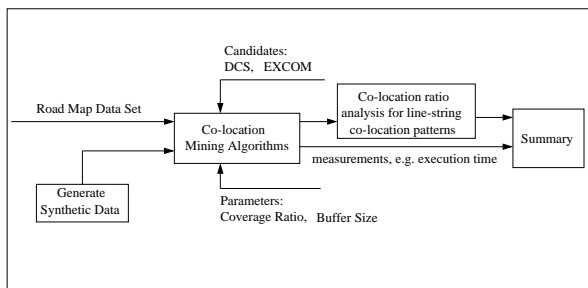 Candidates:
DCS, EXCOM
Road Map Data Set
Co-location
Mining Algorithms
Co-location ratio
analysis for line-string
co-location patterns
Summary
measurements, e.g. execution time
Generate
Synthetic Data
Parameters:
Coverage Ratio, Buffer Size